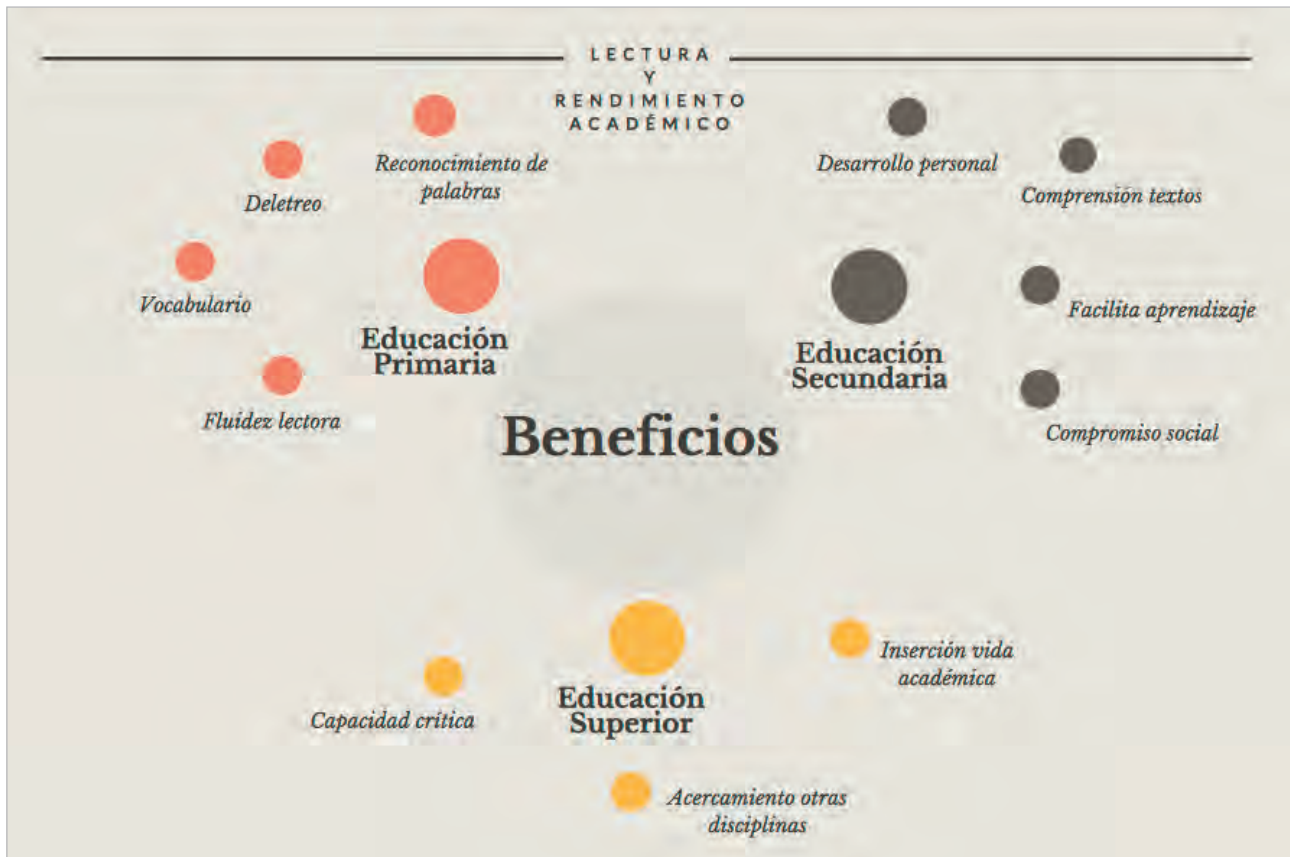 LECTURA
Y
RENDIMIENTO
ACADÉMICO
Reconocimiento de
palabras
Deletreo
Vocabulario
Fluidez lectora
Educación
Primaria
Desarrollo personal
Comprensión textos
Facilita aprendizaje
Compromiso social
Educación
Secundaria
Beneficios
Educación
Superior
Capacidad crítica
Inserción vida
académica
Acercamiento otras
disciplinas